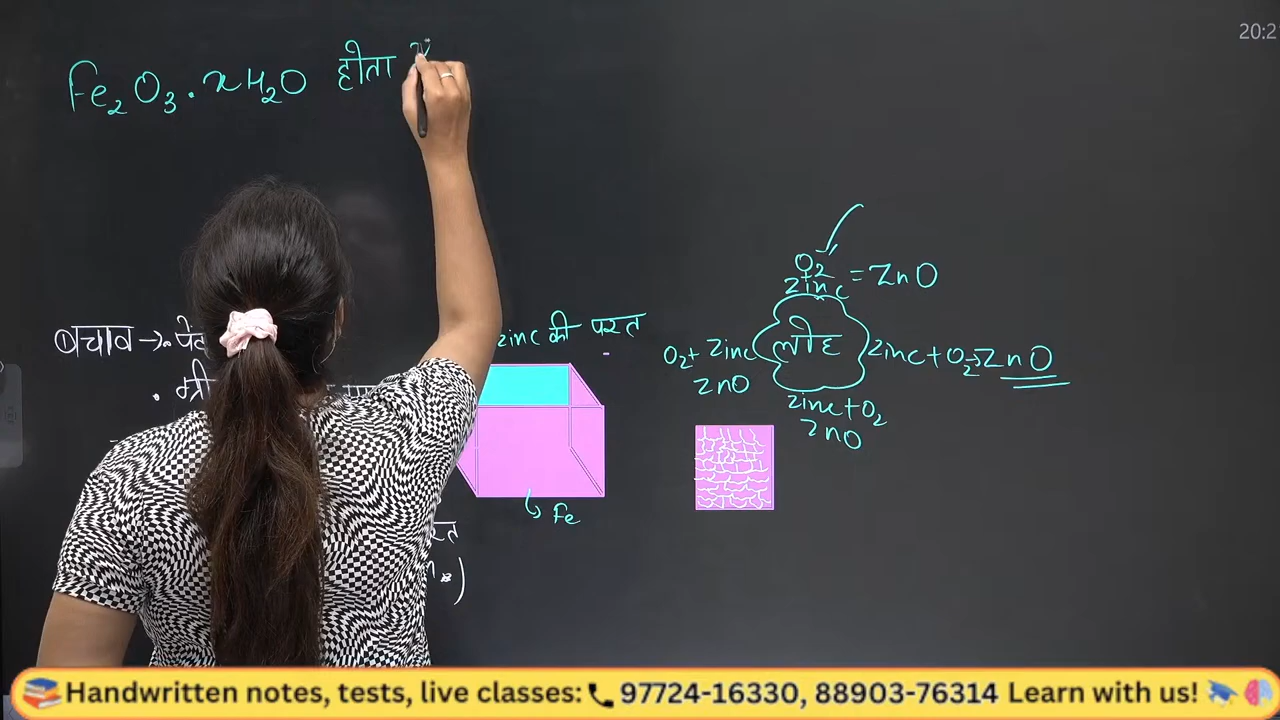 20:2
Fe₂O₃.xH₂O होता
O₂
zinc = ZnO
①बचाव →
zinc की परत
लोह
O₂+ zinc
ZnO
zinc + O₂→ZnO
zinc+O₂
ZnO
Fe
Handwritten notes, tests, live classes: 97724-16330, 88903-76314 Learn with us!